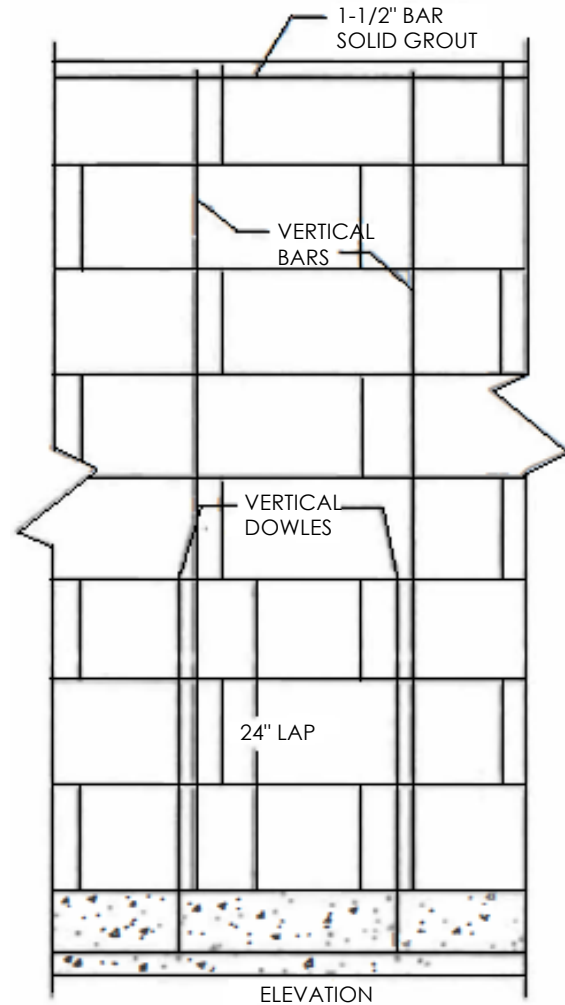 1-1/2" BAR
SOLID GROUT
VERTICAL
BARS
VERTICAL
DOWLES
24" LAP
ELEVATION